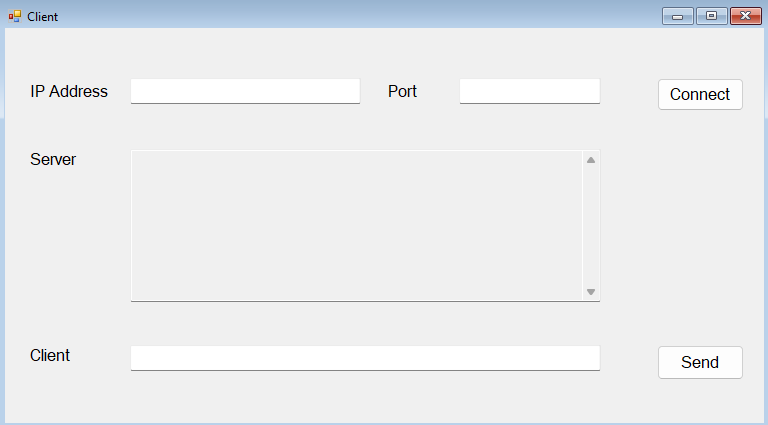 Client
IP Address Port Connect
Server
Client Send